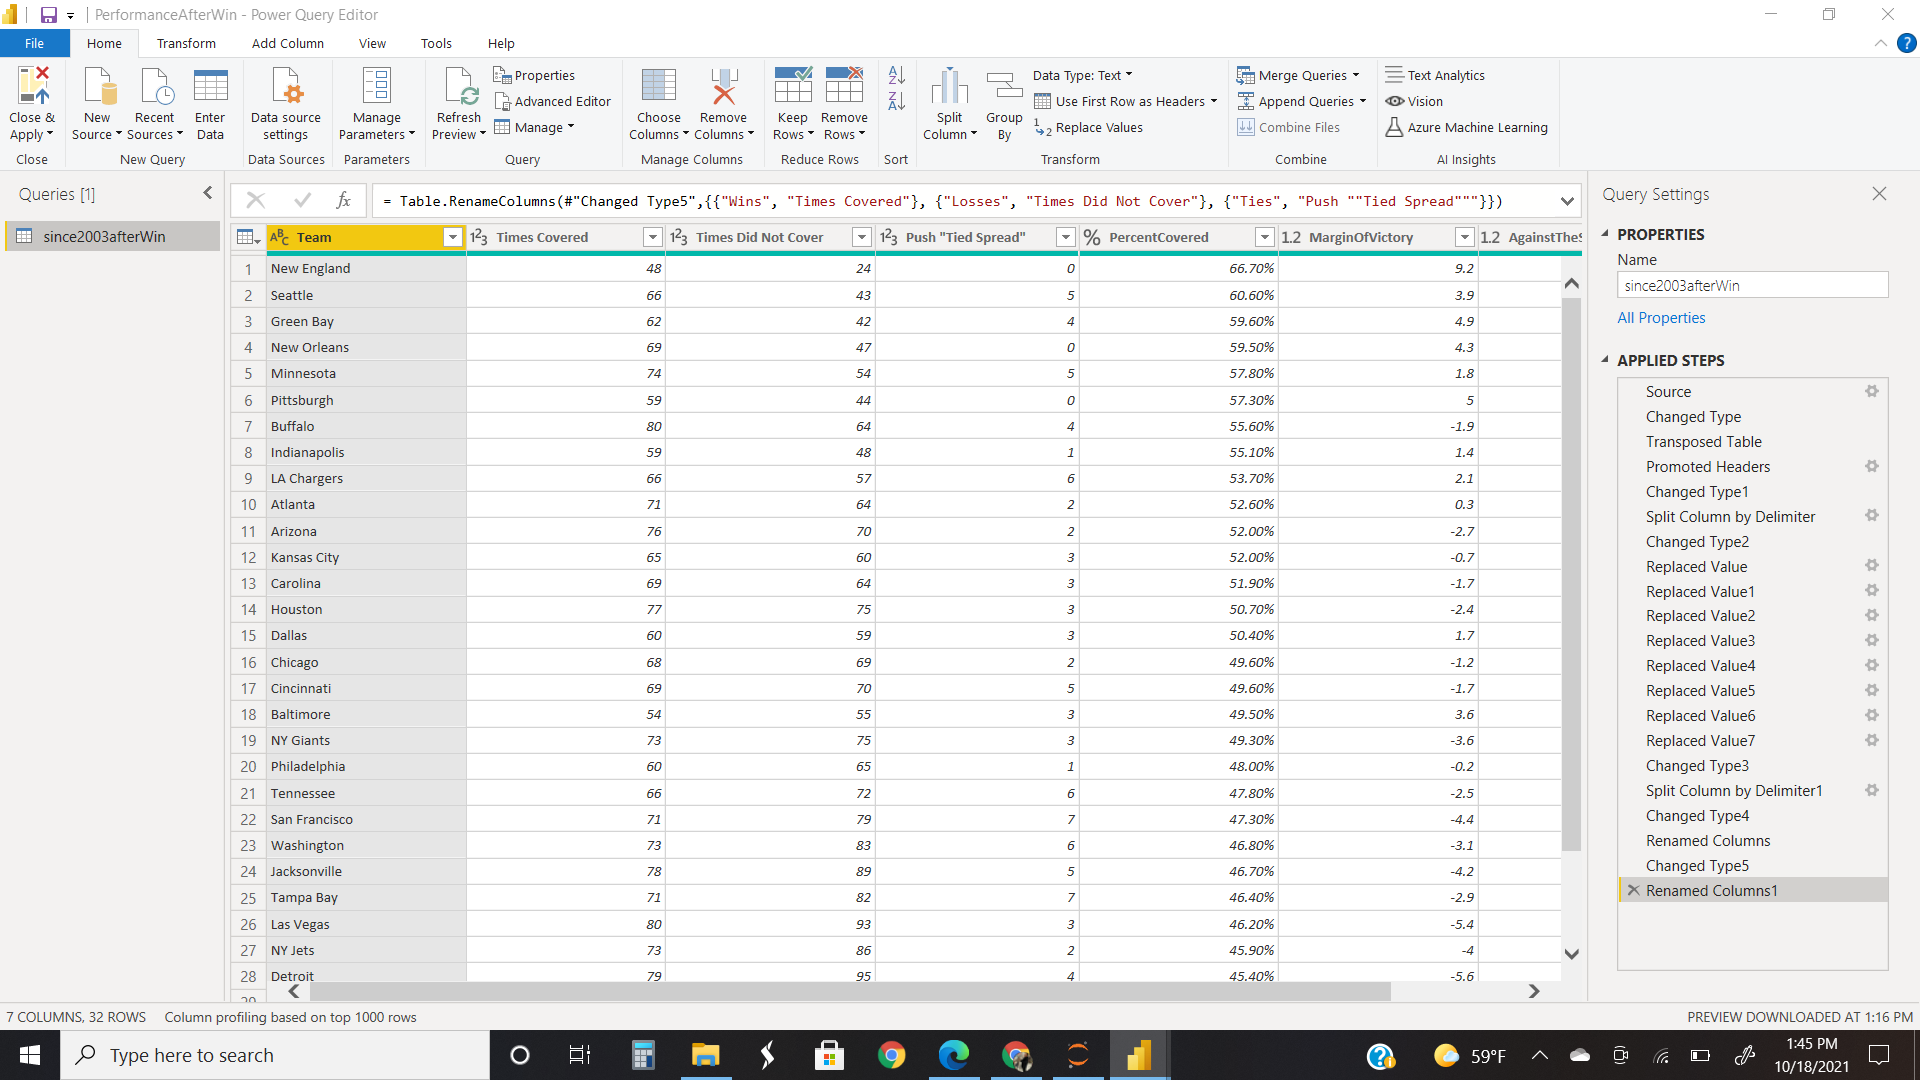 PerformanceAfterWin - Power Query Editor
File Home Transform Add Column View Tools Help
Close & Apply
New Source
Recent Sources
Enter Data
Data source settings
Manage Parameters
Refresh Preview
Properties
Advanced Editor
Manage
Choose Columns
Remove Columns
Keep Rows
Remove Rows
Split Column
Group By
Data Type: Text
Use First Row as Headers
Replace Values
Merge Queries
Append Queries
Combine Files
Text Analytics
Vision
Azure Machine Learning
Close New Query Data Sources Parameters Query Manage Columns Reduce Rows Sort Transform Combine AI Insights
Queries [1]
since2003afterWin
fx = Table.RenameColumns(#"Changed Type5",{{"Wins", "Times Covered"}, {"Losses", "Times Did Not Cover"}, {"Ties", "Push ""Tied Spread"""}})
ABC Team 123 Times Covered 123 Times Did Not Cover 123 Push "Tied Spread" % PercentCovered 1.2 MarginOfVictory 1.2 AgainstTheS
1 New England 48 24 0 66.70% 9.2
2 Seattle 66 43 5 60.60% 3.9
3 Green Bay 62 42 4 59.60% 4.9
4 New Orleans 69 47 0 59.50% 4.3
5 Minnesota 74 54 5 57.80% 1.8
6 Pittsburgh 59 44 0 57.30% 5
7 Buffalo 80 64 4 55.60% -1.9
8 Indianapolis 59 48 1 55.10% 1.4
9 LA Chargers 66 57 6 53.70% 2.1
10 Atlanta 71 64 2 52.60% 0.3
11 Arizona 76 70 2 52.00% -2.7
12 Kansas City 65 60 3 52.00% -0.7
13 Carolina 69 64 3 51.90% -1.7
14 Houston 77 75 3 50.70% -2.4
15 Dallas 60 59 3 50.40% 1.7
16 Chicago 68 69 2 49.60% -1.2
17 Cincinnati 69 70 5 49.60% -1.7
18 Baltimore 54 55 3 49.50% 3.6
19 NY Giants 73 75 3 49.30% -3.6
20 Philadelphia 60 65 1 48.00% -0.2
21 Tennessee 66 72 6 47.80% -2.5
22 San Francisco 71 79 7 47.30% -4.4
23 Washington 73 83 6 46.80% -3.1
24 Jacksonville 78 89 5 46.70% -4.2
25 Tampa Bay 71 82 7 46.40% -2.9
26 Las Vegas 80 93 3 46.20% -5.4
27 NY Jets 73 86 2 45.90% -4
28 Detroit 79 95 4 45.40% -5.6
29
Query Settings
PROPERTIES
Name
since2003afterWin
All Properties
APPLIED STEPS
Source
Changed Type
Transposed Table
Promoted Headers
Changed Type1
Split Column by Delimiter
Changed Type2
Replaced Value
Replaced Value1
Replaced Value2
Replaced Value3
Replaced Value4
Replaced Value5
Replaced Value6
Replaced Value7
Changed Type3
Split Column by Delimiter1
Changed Type4
Renamed Columns
Changed Type5
Renamed Columns1
7 COLUMNS, 32 ROWS Column profiling based on top 1000 rows PREVIEW DOWNLOADED AT 1:16 PM
Type here to search
59°F
1:45 PM
10/18/2021